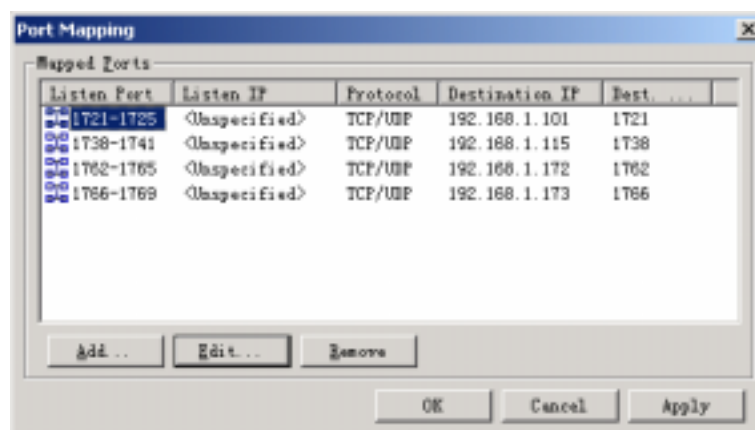 Port Mapping
Mapped Ports
Listen Port Listen IP Protocol Destination IP Dest. ...
1721-1725 <Unspecified> TCP/UDP 192.168.1.101 1721
1738-1741 <Unspecified> TCP/UDP 192.168.1.115 1738
1762-1765 <Unspecified> TCP/UDP 192.168.1.172 1762
1766-1769 <Unspecified> TCP/UDP 192.168.1.173 1766
Add... Edit... Remove
OK Cancel Apply